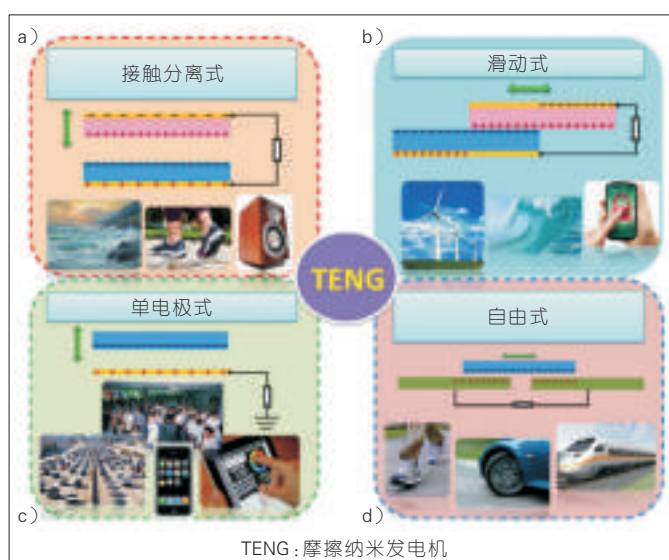 a）
接触分离式
b）
滑动式
TENG
单电极式
c）
自由式
d）
TENG：摩擦纳米发电机